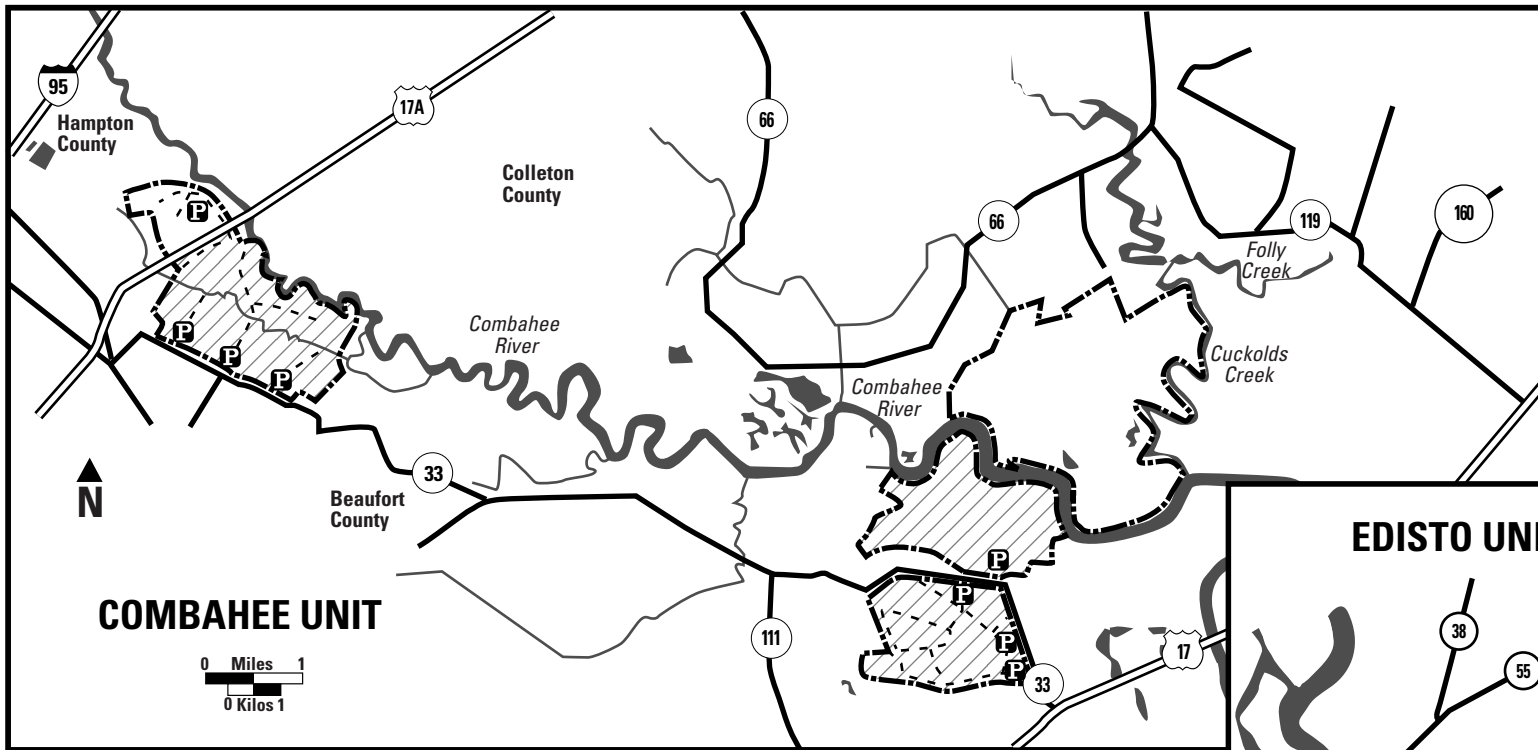 95
Hampton
County
17A
66
Colleton
County
66
119
160
Folly
Creek
Combahee
River
Cuckolds
Creek
Combahee
River
P
P
P
P
N
33
Beaufort
County
COMBAHEE UNIT
0 Miles 1
0 Kilos 1
111
P
P
P
P
33
17
EDISTO UNI
38
55